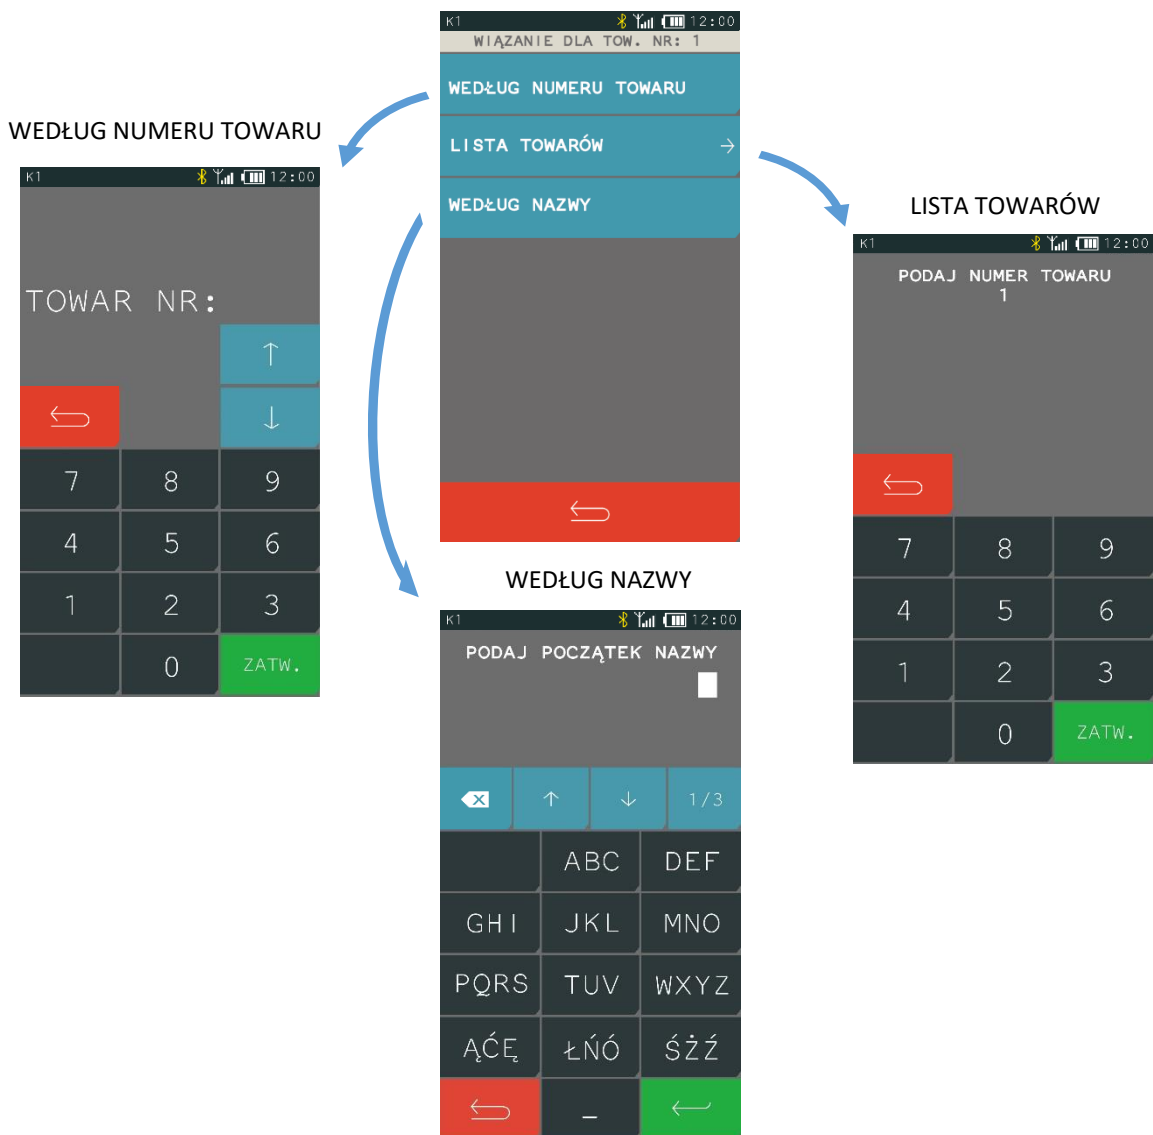 K1 12:00
WIĄZANIE DLA TOW. NR: 1
WEDŁUG NUMERU TOWARU
LISTA TOWARÓW →
WEDŁUG NAZWY
WEDŁUG NUMERU TOWARU
K1 12:00
TOWAR NR:
↑
↓
7 8 9
4 5 6
1 2 3
0 ZATW.
LISTA TOWARÓW
K1 12:00
PODAJ NUMER TOWARU
1
7 8 9
4 5 6
1 2 3
0 ZATW.
WEDŁUG NAZWY
K1 12:00
PODAJ POCZĄTEK NAZWY
↑ ↓ 1/3
ABC DEF
GHI JKL MNO
PQRS TUV WXYZ
ĄĆĘ ŁŃÓ ŚŻŹ
_